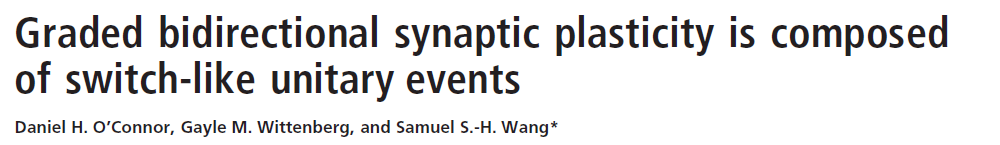 Graded bidirectional synaptic plasticity is composed
of switch-like unitary events
Daniel H. O’Connor, Gayle M. Wittenberg, and Samuel S.-H. Wang*